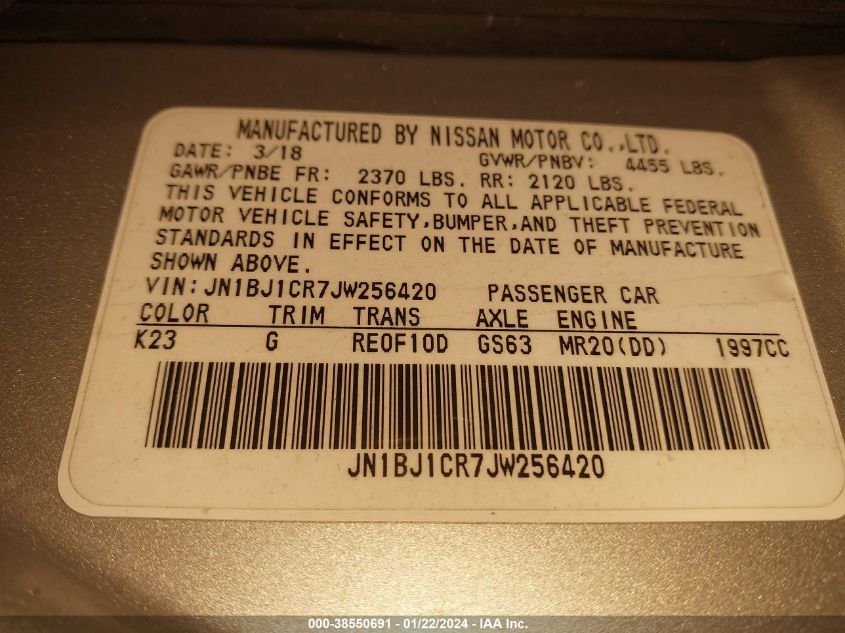 MANUFACTURED BY NISSAN MOTOR CO.,LTD.
DATE: 3/18 GVWR/PNBV: 4455 LBS.
GAWR/PNBE FR: 2370 LBS. RR: 2120 LBS.
THIS VEHICLE CONFORMS TO ALL APPLICABLE FEDERAL
MOTOR VEHICLE SAFETY,BUMPER,AND THEFT PREVENTION
STANDARDS IN EFFECT ON THE DATE OF MANUFACTURE
SHOWN ABOVE.
VIN:JN1BJ1CR7JW256420 PASSENGER CAR
COLOR TRIM TRANS AXLE ENGINE
K23 G RE0F10D GS63 MR20(DD) 1997CC
JN1BJ1CR7JW256420
000-38550691 - 01/22/2024 - IAA Inc.